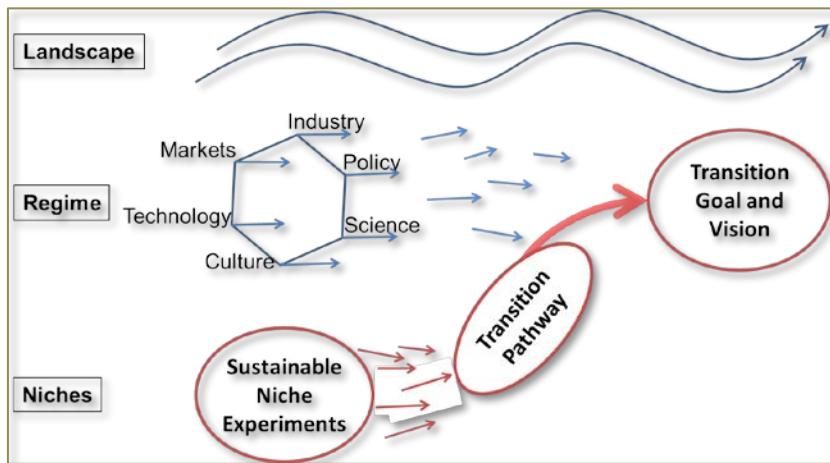 Landscape
Industry
Markets
Policy
Regime
Technology
Science
Culture
Transition
Goal and
Vision
Transition
Pathway
Sustainable
Niche
Experiments
Niches